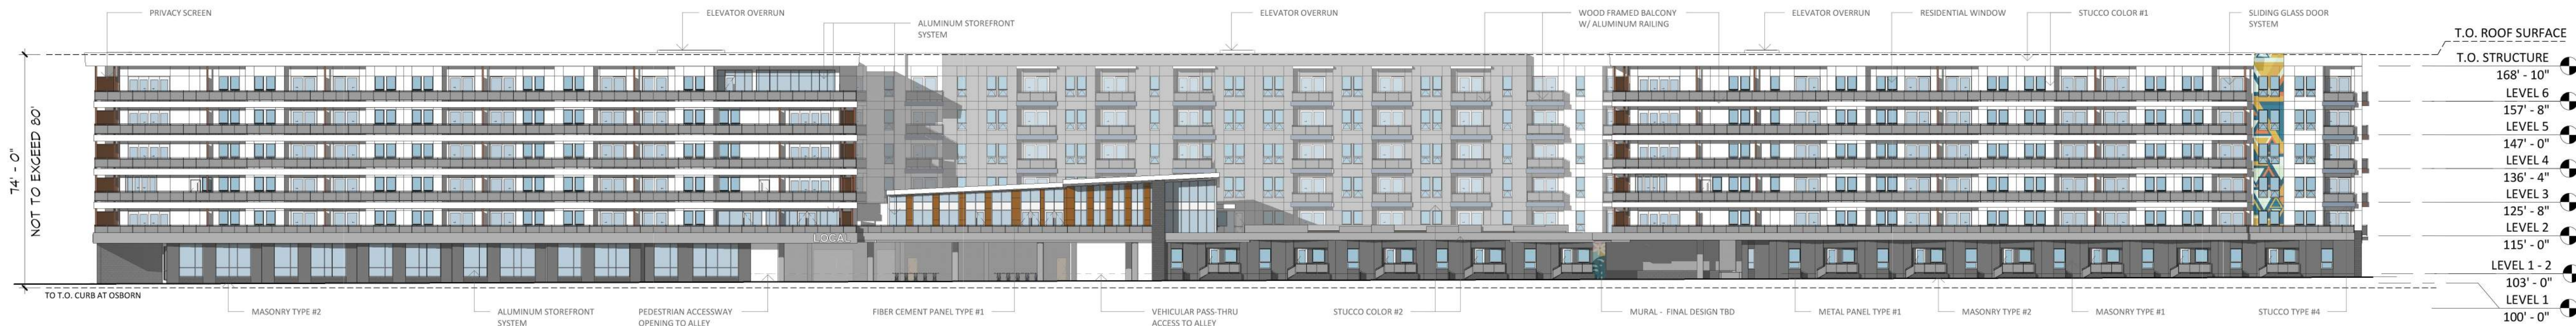 PRIVACY SCREEN
ELEVATOR OVERRUN
ALUMINUM STOREFRONT
SYSTEM
ELEVATOR OVERRUN
WOOD FRAMED BALCONY
W/ ALUMINUM RAILING
ELEVATOR OVERRUN
RESIDENTIAL WINDOW
STUCCO COLOR #1
SLIDING GLASS DOOR
SYSTEM
T.O. ROOF SURFACE
T.O. STRUCTURE
168' - 10"
LEVEL 6
157' - 8"
LEVEL 5
147' - 0"
LEVEL 4
136' - 4"
LEVEL 3
125' - 8"
LEVEL 2
115' - 0"
LEVEL 1 - 2
103' - 0"
LEVEL 1
100' - 0"
74' - 0"
NOT TO EXCEED 80'
LOCAL
TO T.O. CURB AT OSBORN
MASONRY TYPE #2
ALUMINUM STOREFRONT
SYSTEM
PEDESTRIAN ACCESSWAY
OPENING TO ALLEY
FIBER CEMENT PANEL TYPE #1
VEHICULAR PASS-THRU
ACCESS TO ALLEY
STUCCO COLOR #2
MURAL - FINAL DESIGN TBD
METAL PANEL TYPE #1
MASONRY TYPE #2
MASONRY TYPE #1
STUCCO TYPE #4